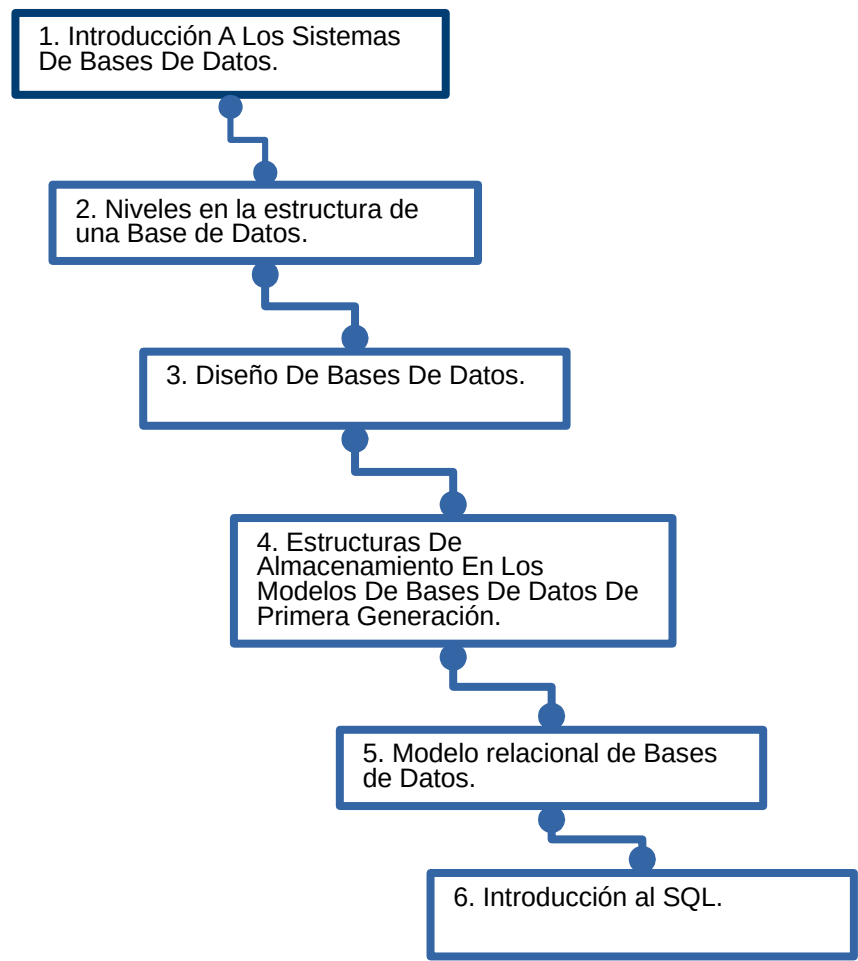 1. Introducción A Los Sistemas
De Bases De Datos.
2. Niveles en la estructura de
una Base de Datos.
3. Diseño De Bases De Datos.
4. Estructuras De
Almacenamiento En Los
Modelos De Bases De Datos De
Primera Generación.
5. Modelo relacional de Bases
de Datos.
6. Introducción al SQL.